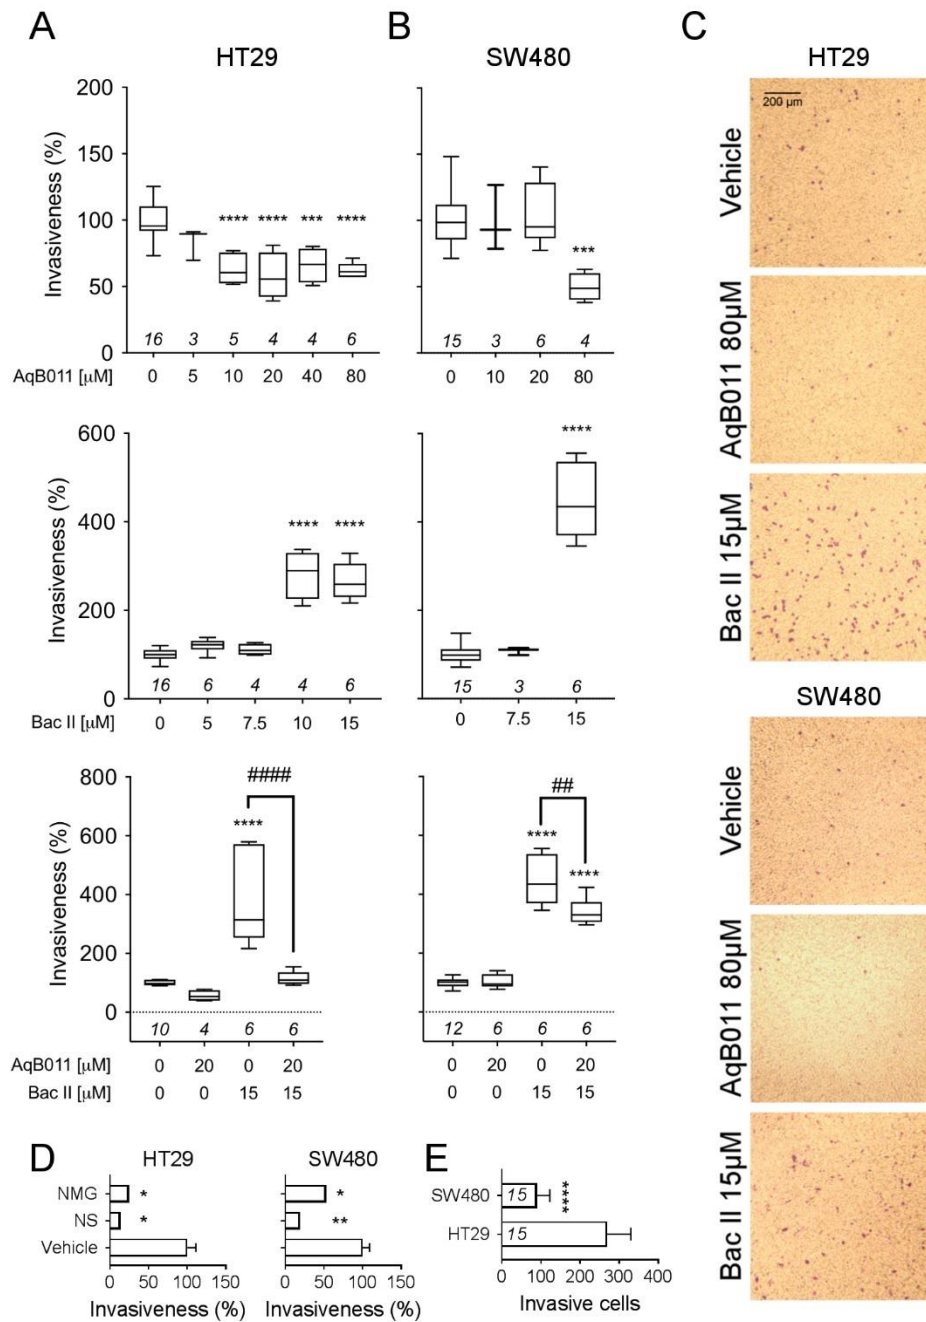 A
B
C
HT29
SW480
HT29
200
150
100
50
0
Invasiveness (%)
**** **** *** ****
***
16 3 5 4 4 6
15 3 6 4
AqB011 [µM] 0 5 10 20 40 80
0 10 20 80
200 µm
Vehicle
AqB011 80µM
Bac II 15µM
600
400
200
0
Invasiveness (%)
**** ****
****
16 6 4 4 6
15 3 6
Bac II [µM] 0 5 7.5 10 15
0 7.5 15
SW480
Vehicle
AqB011 80µM
Bac II 15µM
800
600
400
200
0
Invasiveness (%)
####
****
##
**** ****
10 4 6 6
12 6 6 6
AqB011 [µM] 0 20 0 20
0 20 0 20
Bac II [µM] 0 0 15 15
0 0 15 15
D
HT29
SW480
NMG *
NS *
Vehicle
*
**
0 50 100 150
0 50 100 150
Invasiveness (%)
Invasiveness (%)
E
SW480 15 ****
HT29 15
0 100 200 300 400
Invasive cells